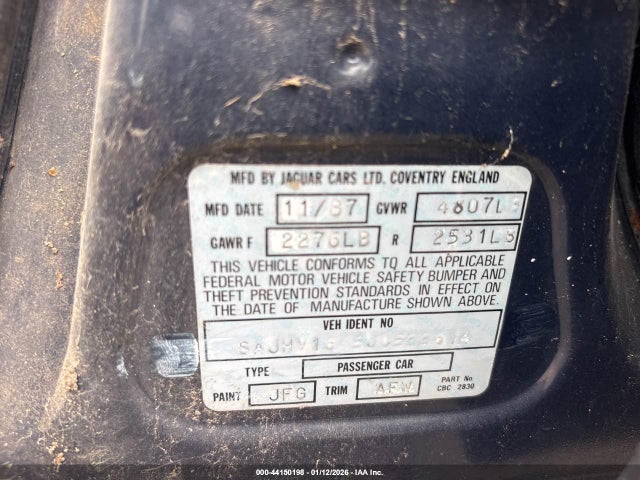 MFD BY JAGUAR CARS LTD. COVENTRY ENGLAND
MFD DATE 11/87 GVWR 4807LB
GAWR F 2276LB R 2531LB
THIS VEHICLE CONFORMS TO ALL APPLICABLE
FEDERAL MOTOR VEHICLE SAFETY BUMPER AND
THEFT PREVENTION STANDARDS IN EFFECT ON
THE DATE OF MANUFACTURE SHOWN ABOVE.
VEH IDENT NO
TYPE PASSENGER CAR
PAINT JFG TRIM PART No
CBC 2830
000-44150198 - 01/12/2026 - IAA Inc.